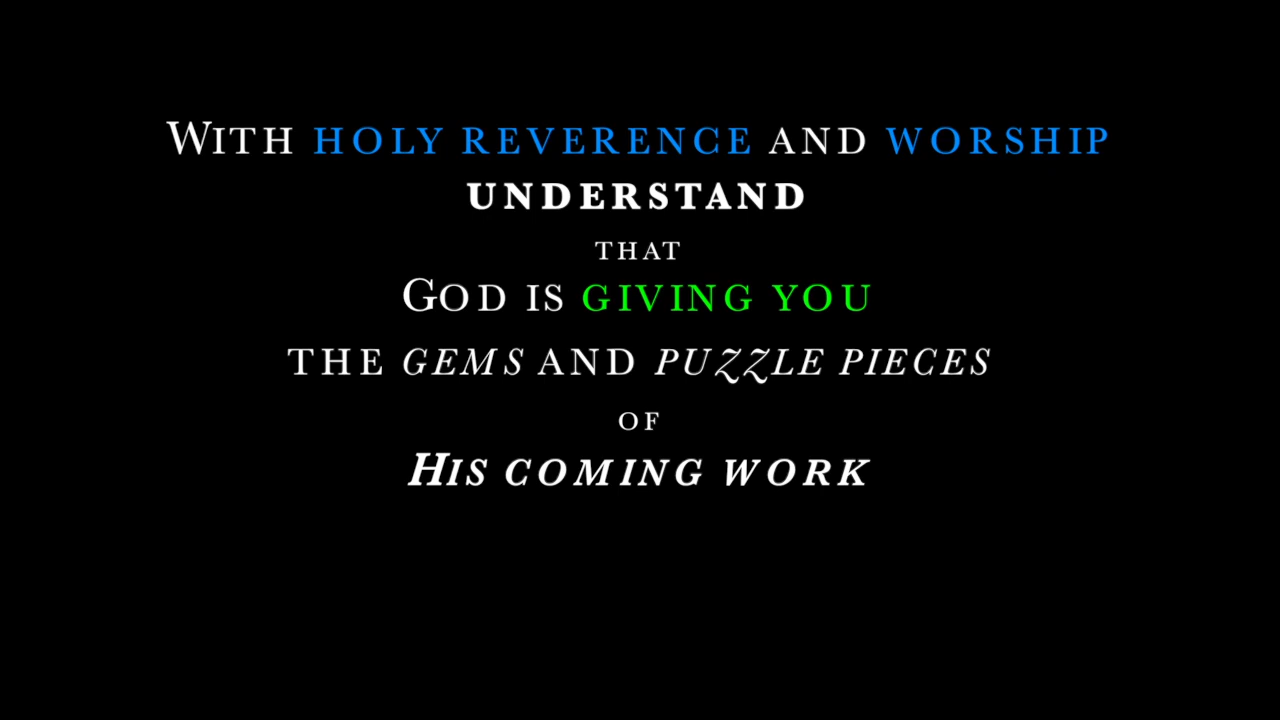 With holy reverence and worship
understand
that
God is giving you
the gems and puzzle pieces
of
His coming work